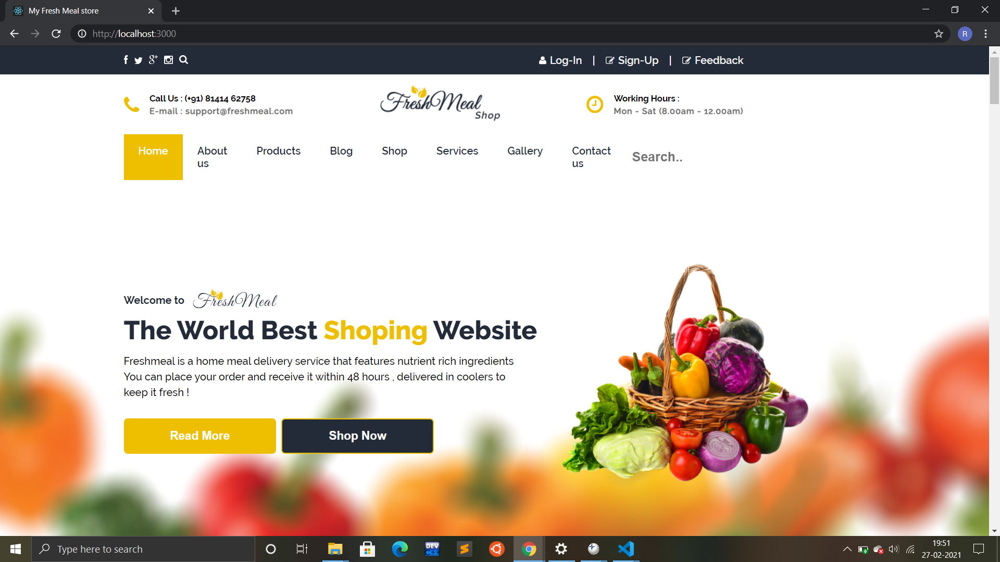 My Fresh Meal store
http://localhost:3000
R
Log-In | Sign-Up | Feedback
Call Us : (+91) 81414 62758
E-mail : support@freshmeal.com
FreshMeal
Shop
Working Hours :
Mon - Sat (8.00am - 12.00am)
Home
About us
Products
Blog
Shop
Services
Gallery
Contact us
Search..
Welcome to FreshMeal
The World Best Shoping Website
Freshmeal is a home meal delivery service that features nutrient rich ingredients
You can place your order and receive it within 48 hours , delivered in coolers to
keep it fresh !
Read More
Shop Now
Type here to search
DEV
C++
19:51
27-02-2021